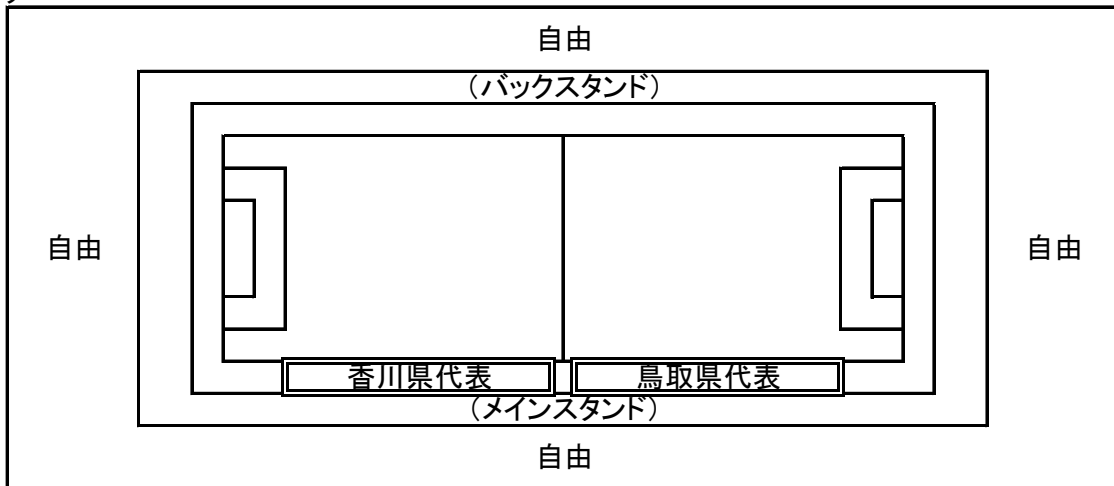 自由
（バックスタンド）
自由
自由
香川県代表
鳥取県代表
（メインスタンド）
自由